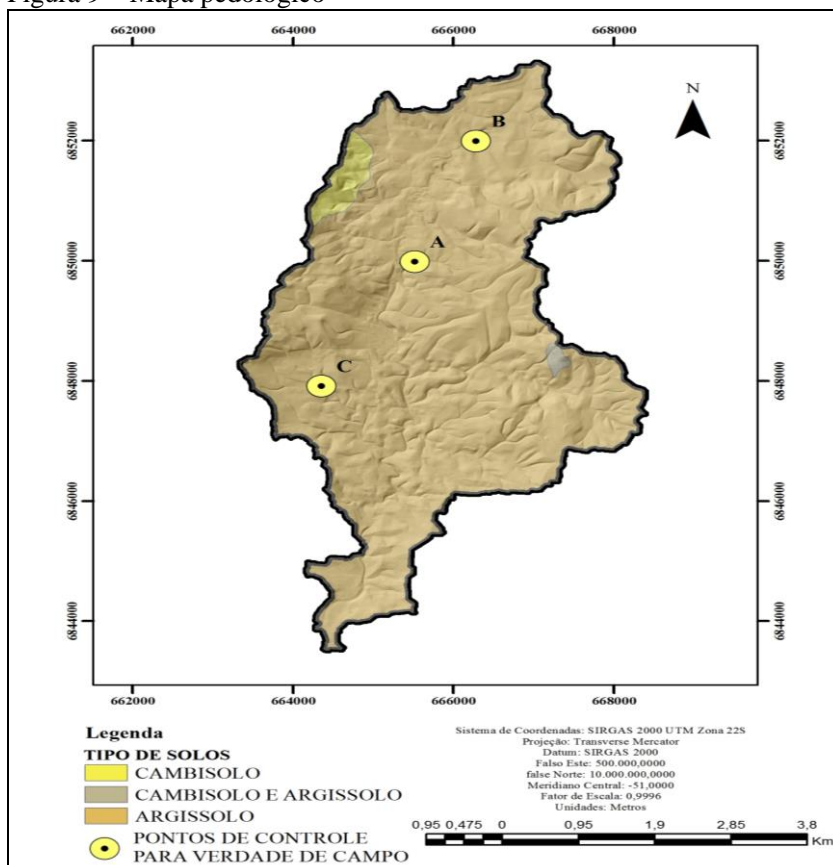 Figura 9 – Mapa pedológico
662000 664000 666000 668000
N
B
6852000 6852000
A
6850000 6850000
C
6848000 6848000
6846000 6846000
6844000 6844000
662000 664000 666000 668000
Legenda
TIPO DE SOLOS
CAMBISOLO
CAMBISOLO E ARGISSOLO
ARGISSOLO
PONTOS DE CONTROLE
PARA VERDADE DE CAMPO
Sistema de Coordenadas: SIRGAS 2000 UTM Zona 22S
Projeção: Transverse Mercator
Datum: SIRGAS 2000
Falso Este: 500.000,0000
false Norte: 10.000.000,0000
Meridiano Central: -51,0000
Fator de Escala: 0,9996
Unidades: Metros
0,95 0,475 0 0,95 1,9 2,85 3,8
Km